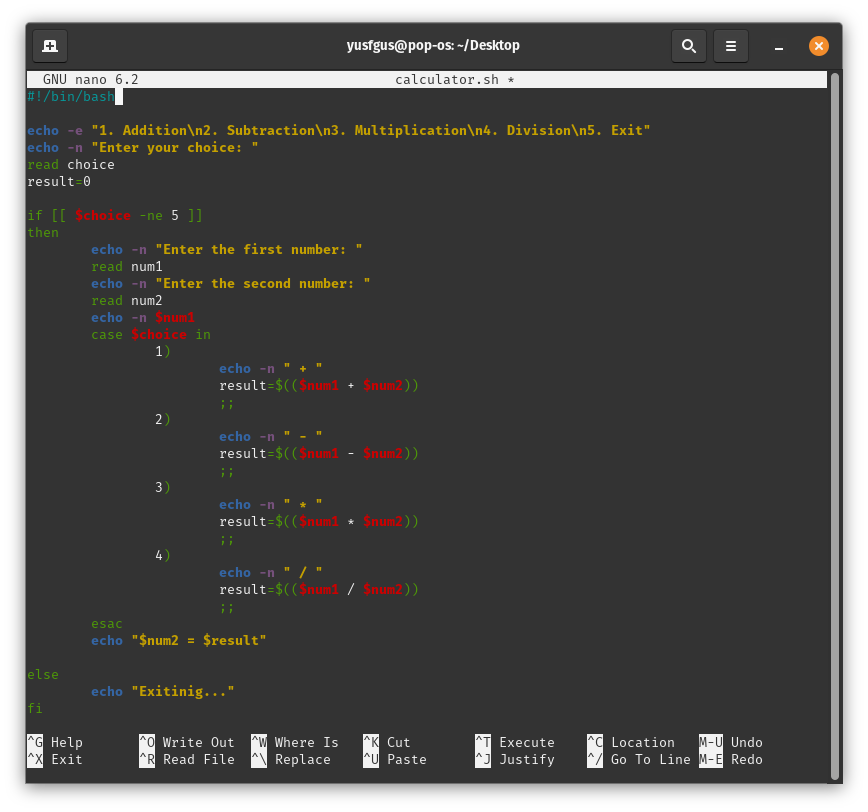 yusfgus@pop-os: ~/Desktop
GNU nano 6.2 calculator.sh *
#!/bin/bash
echo -e "1. Addition\n2. Subtraction\n3. Multiplication\n4. Division\n5. Exit"
echo -n "Enter your choice: "
read choice
result=0
if [[ $choice -ne 5 ]]
then
echo -n "Enter the first number: "
read num1
echo -n "Enter the second number: "
read num2
echo -n $num1
case $choice in
1)
echo -n " + "
result=$(($num1 + $num2))
;;
2)
echo -n " - "
result=$(($num1 - $num2))
;;
3)
echo -n " * "
result=$(($num1 * $num2))
;;
4)
echo -n " / "
result=$(($num1 / $num2))
;;
esac
echo "$num2 = $result"
else
echo "Exitinig..."
fi
^G Help ^O Write Out ^W Where Is ^K Cut ^T Execute ^C Location M-U Undo
^X Exit ^R Read File ^\ Replace ^U Paste ^J Justify ^/ Go To Line M-E Redo